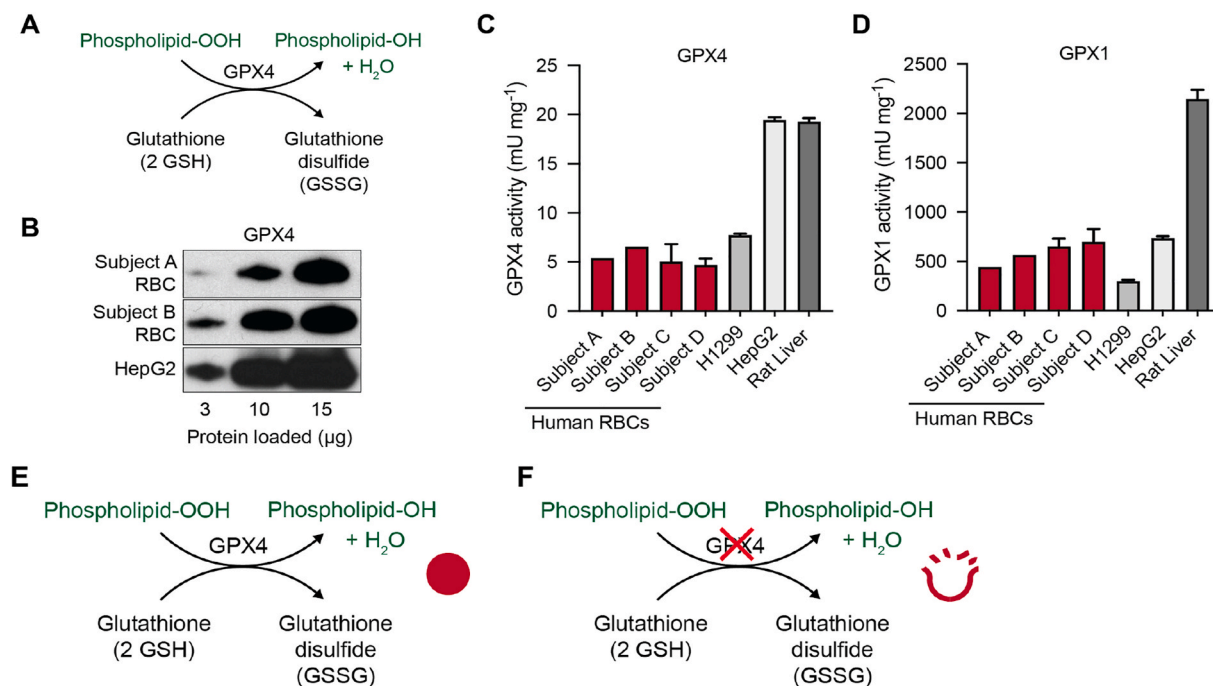 A
Phospholipid-OOH
Phospholipid-OH
+ H₂O
GPX4
Glutathione
(2 GSH)
Glutathione
disulfide
(GSSG)
B
GPX4
Subject A
RBC
Subject B
RBC
HepG2
3 10 15
Protein loaded (µg)
C
GPX4
GPX4 activity (mU mg⁻¹)
25
20
15
10
5
0
Subject A
Subject B
Subject C
Subject D
H1299
HepG2
Rat Liver
Human RBCs
D
GPX1
GPX1 activity (mU mg⁻¹)
2500
2000
1500
1000
500
0
Subject A
Subject B
Subject C
Subject D
H1299
HepG2
Rat Liver
Human RBCs
E
Phospholipid-OOH
Phospholipid-OH
+ H₂O
GPX4
Glutathione
(2 GSH)
Glutathione
disulfide
(GSSG)
F
Phospholipid-OOH
Phospholipid-OH
+ H₂O
GPX4
Glutathione
(2 GSH)
Glutathione
disulfide
(GSSG)